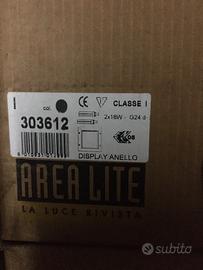 I
col.
CLASSE I
303612
2x18W - G24 d
DISPLAY ANELLO
AREA LITE
LA LUCE RIVISTA
subito